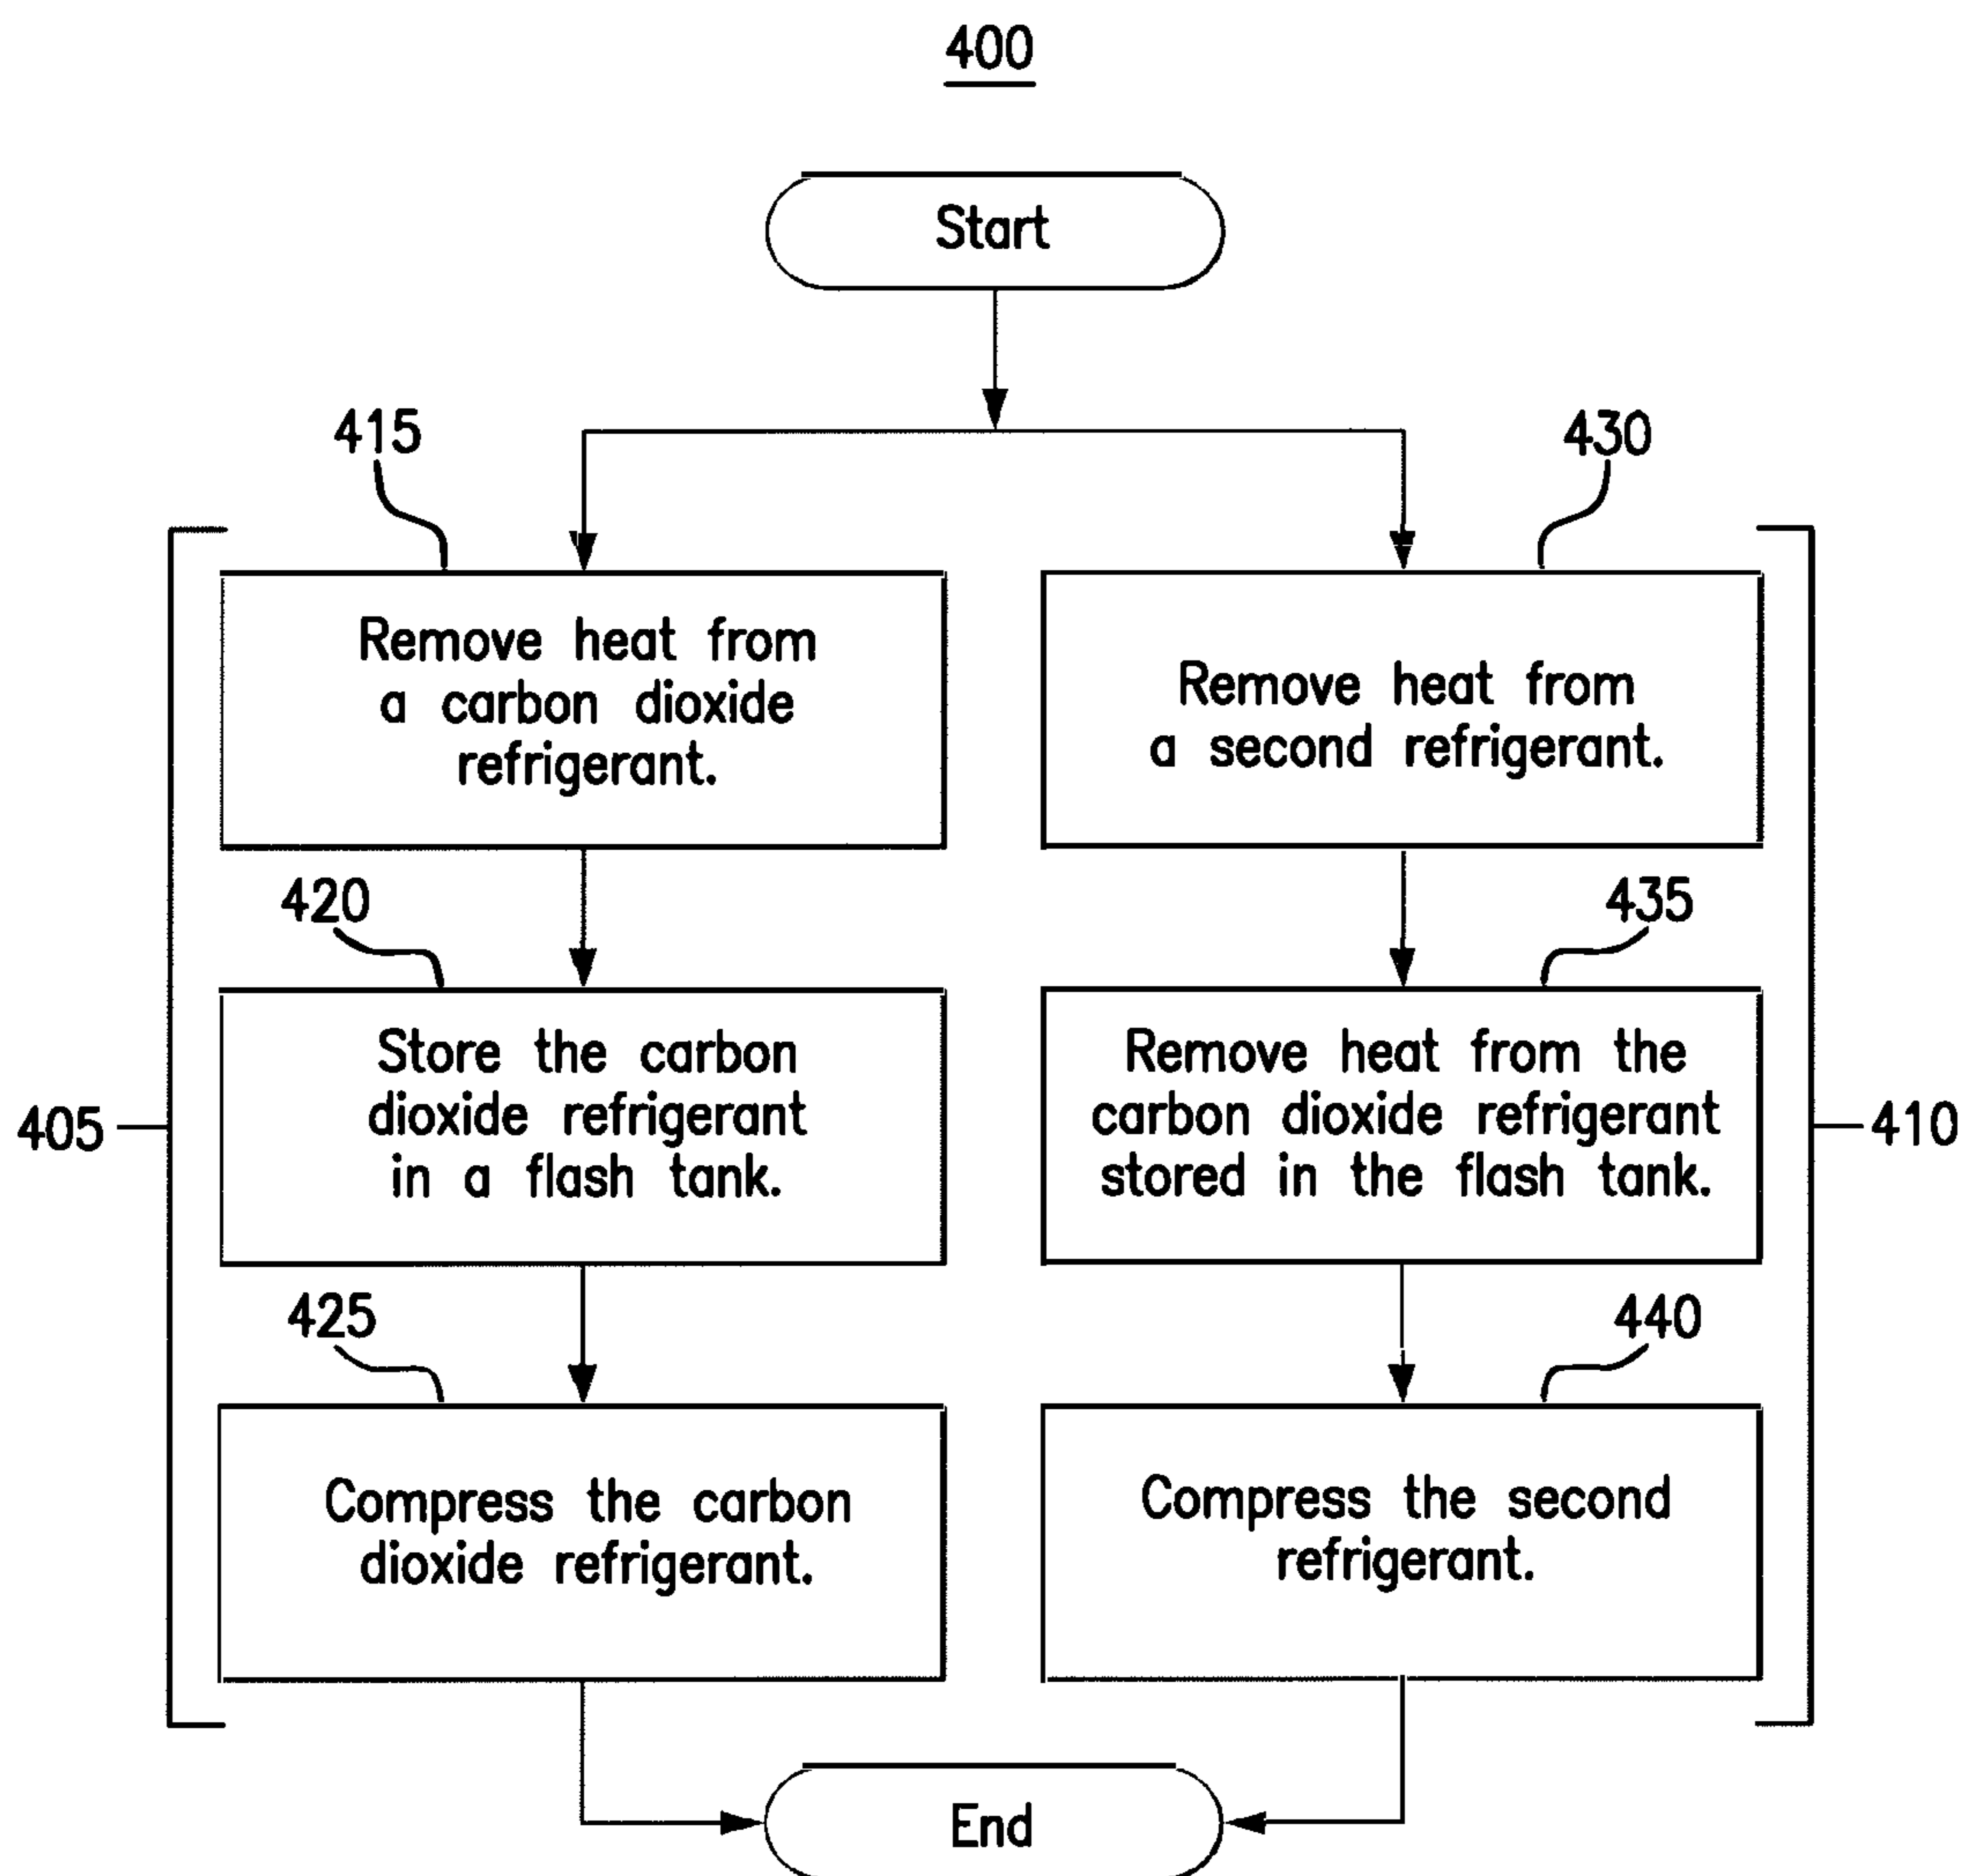 400
Start
415
430
Remove heat from
a carbon dioxide
refrigerant.
Remove heat from
a second refrigerant.
420
435
Store the carbon
dioxide refrigerant
in a flash tank.
Remove heat from the
carbon dioxide refrigerant
stored in the flash tank.
405
410
425
440
Compress the carbon
dioxide refrigerant.
Compress the second
refrigerant.
End